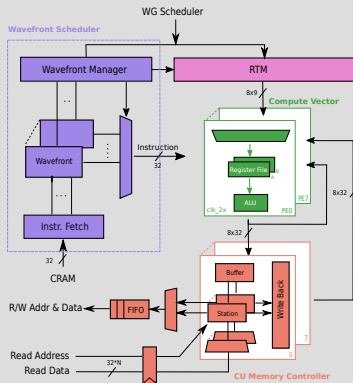 WG Scheduler
Wavefront Scheduler
Wavefront Manager
RTM
8x9
Compute Vector
Wavefront
Instruction
32
Register File
ALU
clk_2x
PE0
PE7
8x32
8x32
Instr. Fetch
32
CRAM
Buffer
Station
Write Back
FIFO
R/W Addr & Data
Read Address
Read Data
32*N
7
0
CU Memory Controller